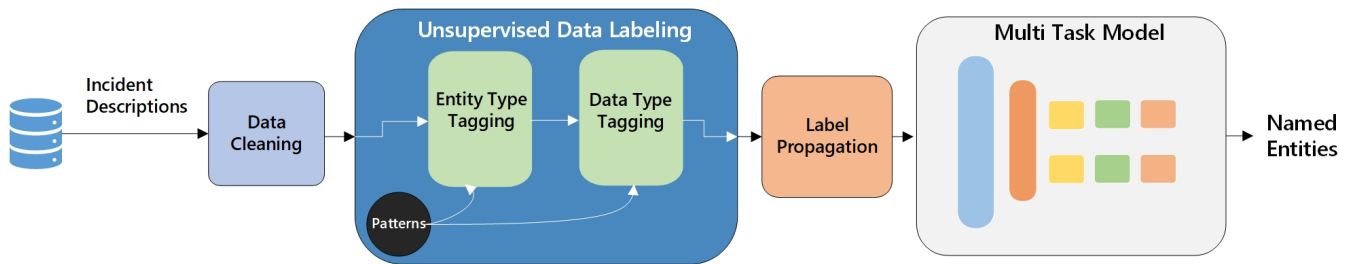 Incident
Descriptions
Data
Cleaning
Unsupervised Data Labeling
Entity Type
Tagging
Data Type
Tagging
Patterns
Label
Propagation
Multi Task Model
Named
Entities